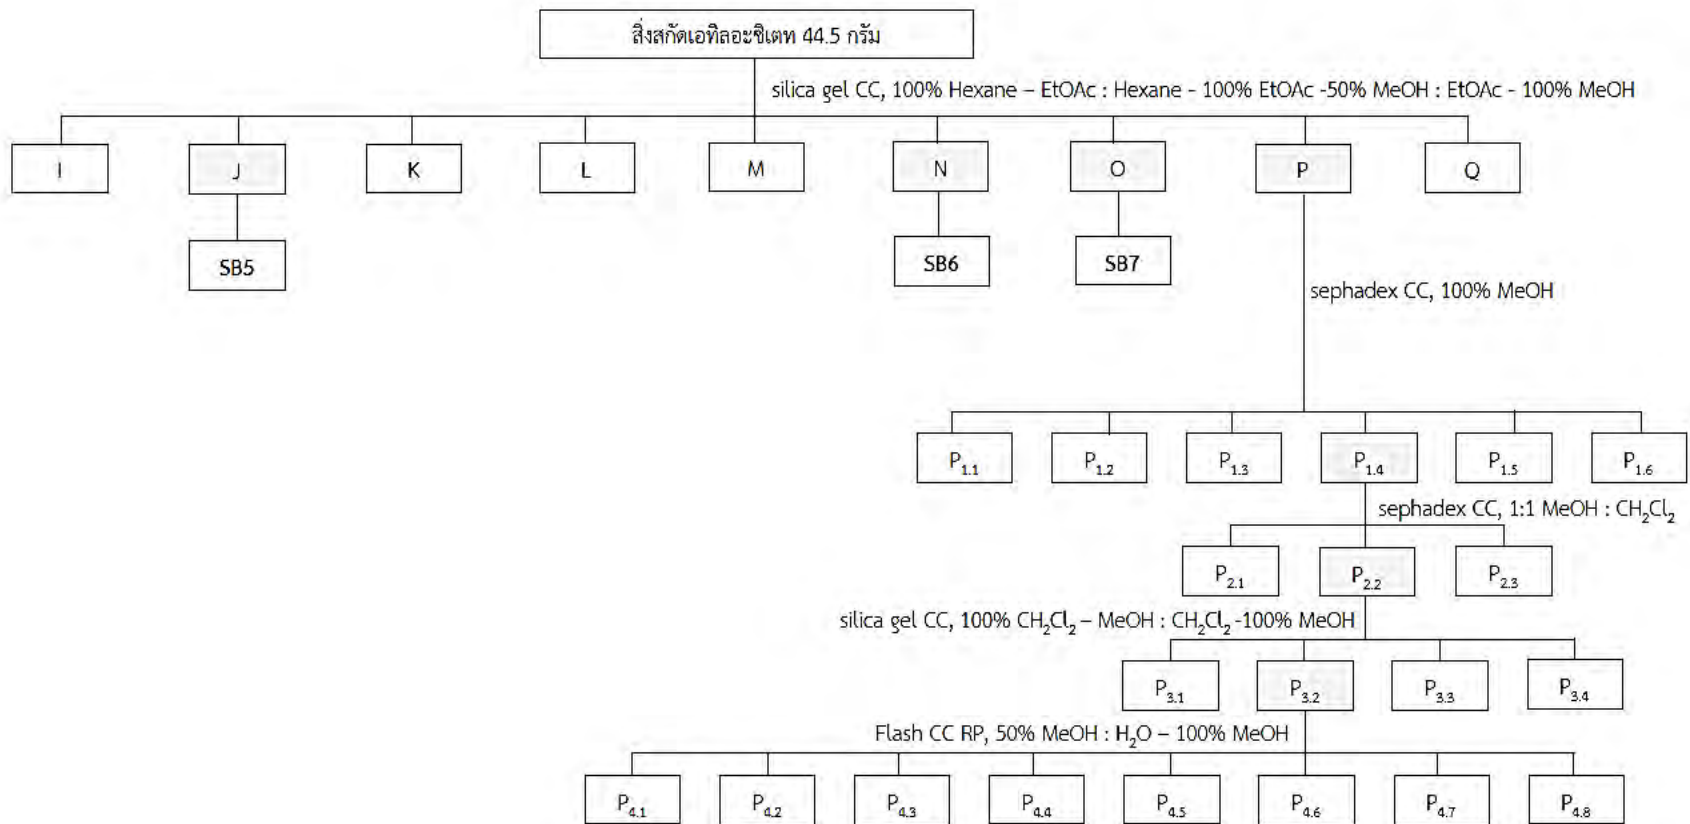 สิ่งสกัดเอทิลอะซิเตท 44.5 กรัม
silica gel CC, 100% Hexane – EtOAc : Hexane - 100% EtOAc -50% MeOH : EtOAc - 100% MeOH
I J K L M N O P Q
SB5 SB6 SB7
sephadex CC, 100% MeOH
P₁.₁ P₁.₂ P₁.₃ P₁.₄ P₁.₅ P₁.₆
sephadex CC, 1:1 MeOH : CH₂Cl₂
P₂.₁ P₂.₂ P₂.₃
silica gel CC, 100% CH₂Cl₂ – MeOH : CH₂Cl₂ -100% MeOH
P₃.₁ P₃.₂ P₃.₃ P₃.₄
Flash CC RP, 50% MeOH : H₂O – 100% MeOH
P₄.₁ P₄.₂ P₄.₃ P₄.₄ P₄.₅ P₄.₆ P₄.₇ P₄.₈